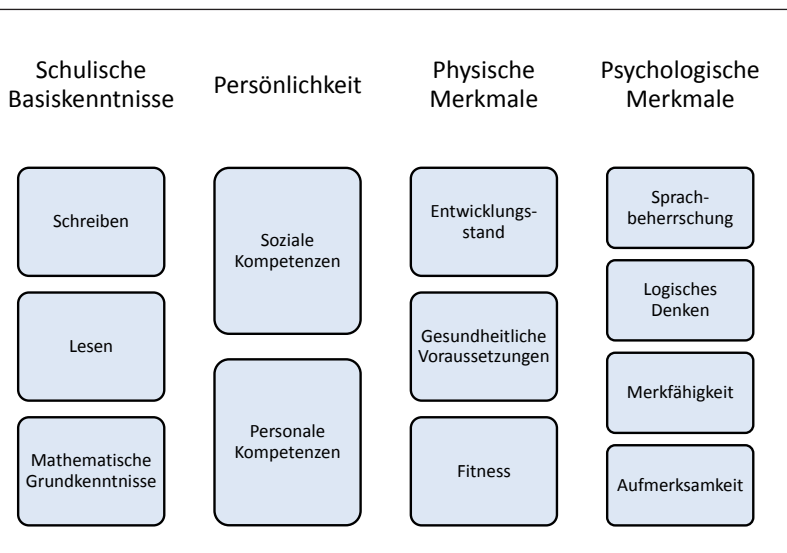 Schulische
Basiskenntnisse
Persönlichkeit
Physische
Merkmale
Psychologische
Merkmale
Schreiben
Lesen
Mathematische
Grundkenntnisse
Soziale
Kompetenzen
Personale
Kompetenzen
Entwicklungs-
stand
Gesundheitliche
Voraussetzungen
Fitness
Sprach-
beherrschung
Logisches
Denken
Merkfähigkeit
Aufmerksamkeit